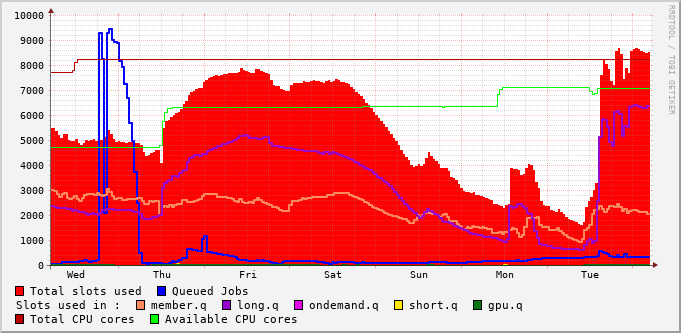 10000
9000
8000
7000
6000
5000
4000
3000
2000
1000
0
Wed Thu Fri Sat Sun Mon Tue
Total slots used Queued Jobs
Slots used in : member.q long.q ondemand.q short.q gpu.q
Total CPU cores Available CPU cores
RRDTOOL / TOBI OETIKER